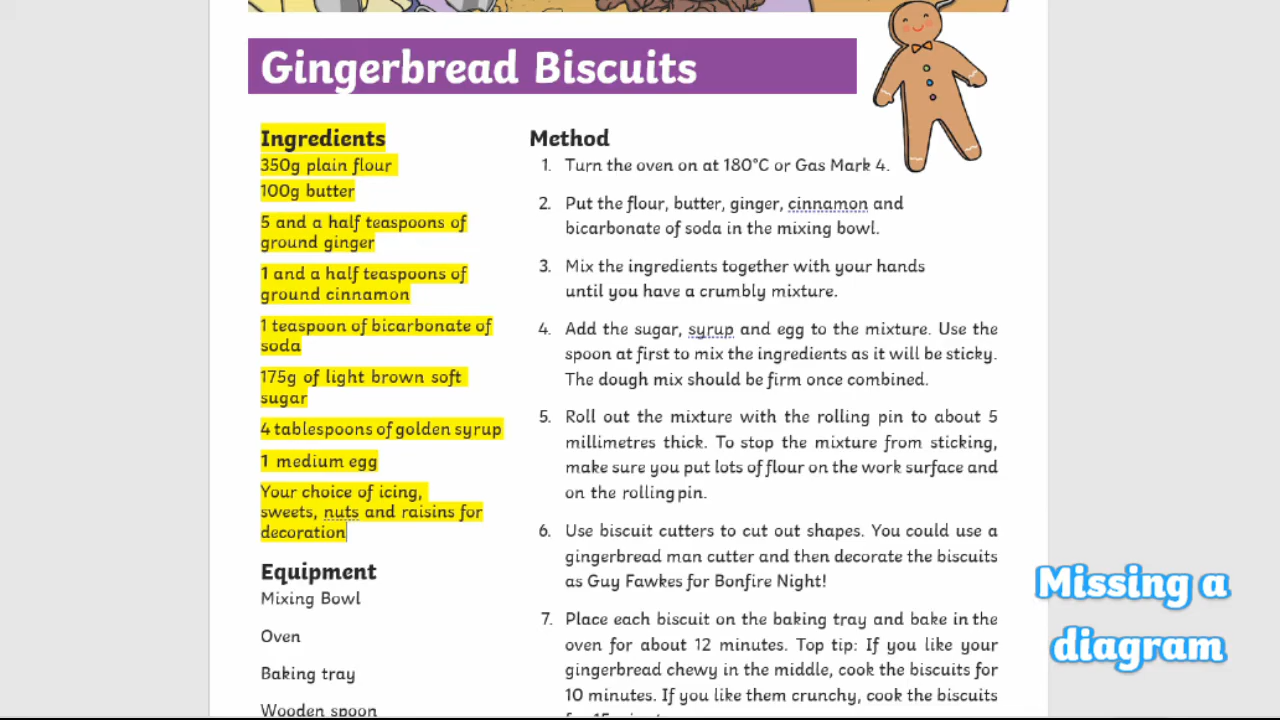 Gingerbread Biscuits
Ingredients
350g plain flour
100g butter
5 and a half teaspoons of
ground ginger
1 and a half teaspoons of
ground cinnamon
1 teaspoon of bicarbonate of
soda
175g of light brown soft
sugar
4 tablespoons of golden syrup
1 medium egg
Your choice of icing,
sweets, nuts and raisins for
decoration
Equipment
Mixing Bowl
Oven
Baking tray
Wooden spoon
Method
1. Turn the oven on at 180°C or Gas Mark 4.
2. Put the flour, butter, ginger, cinnamon and
bicarbonate of soda in the mixing bowl.
3. Mix the ingredients together with your hands
until you have a crumbly mixture.
4. Add the sugar, syrup and egg to the mixture. Use the
spoon at first to mix the ingredients as it will be sticky.
The dough mix should be firm once combined.
5. Roll out the mixture with the rolling pin to about 5
millimetres thick. To stop the mixture from sticking,
make sure you put lots of flour on the work surface and
on the rolling pin.
6. Use biscuit cutters to cut out shapes. You could use a
gingerbread man cutter and then decorate the biscuits
as Guy Fawkes for Bonfire Night!
7. Place each biscuit on the baking tray and bake in the
oven for about 12 minutes. Top tip: If you like your
gingerbread chewy in the middle, cook the biscuits for
10 minutes. If you like them crunchy, cook the biscuits
Missing a
diagram